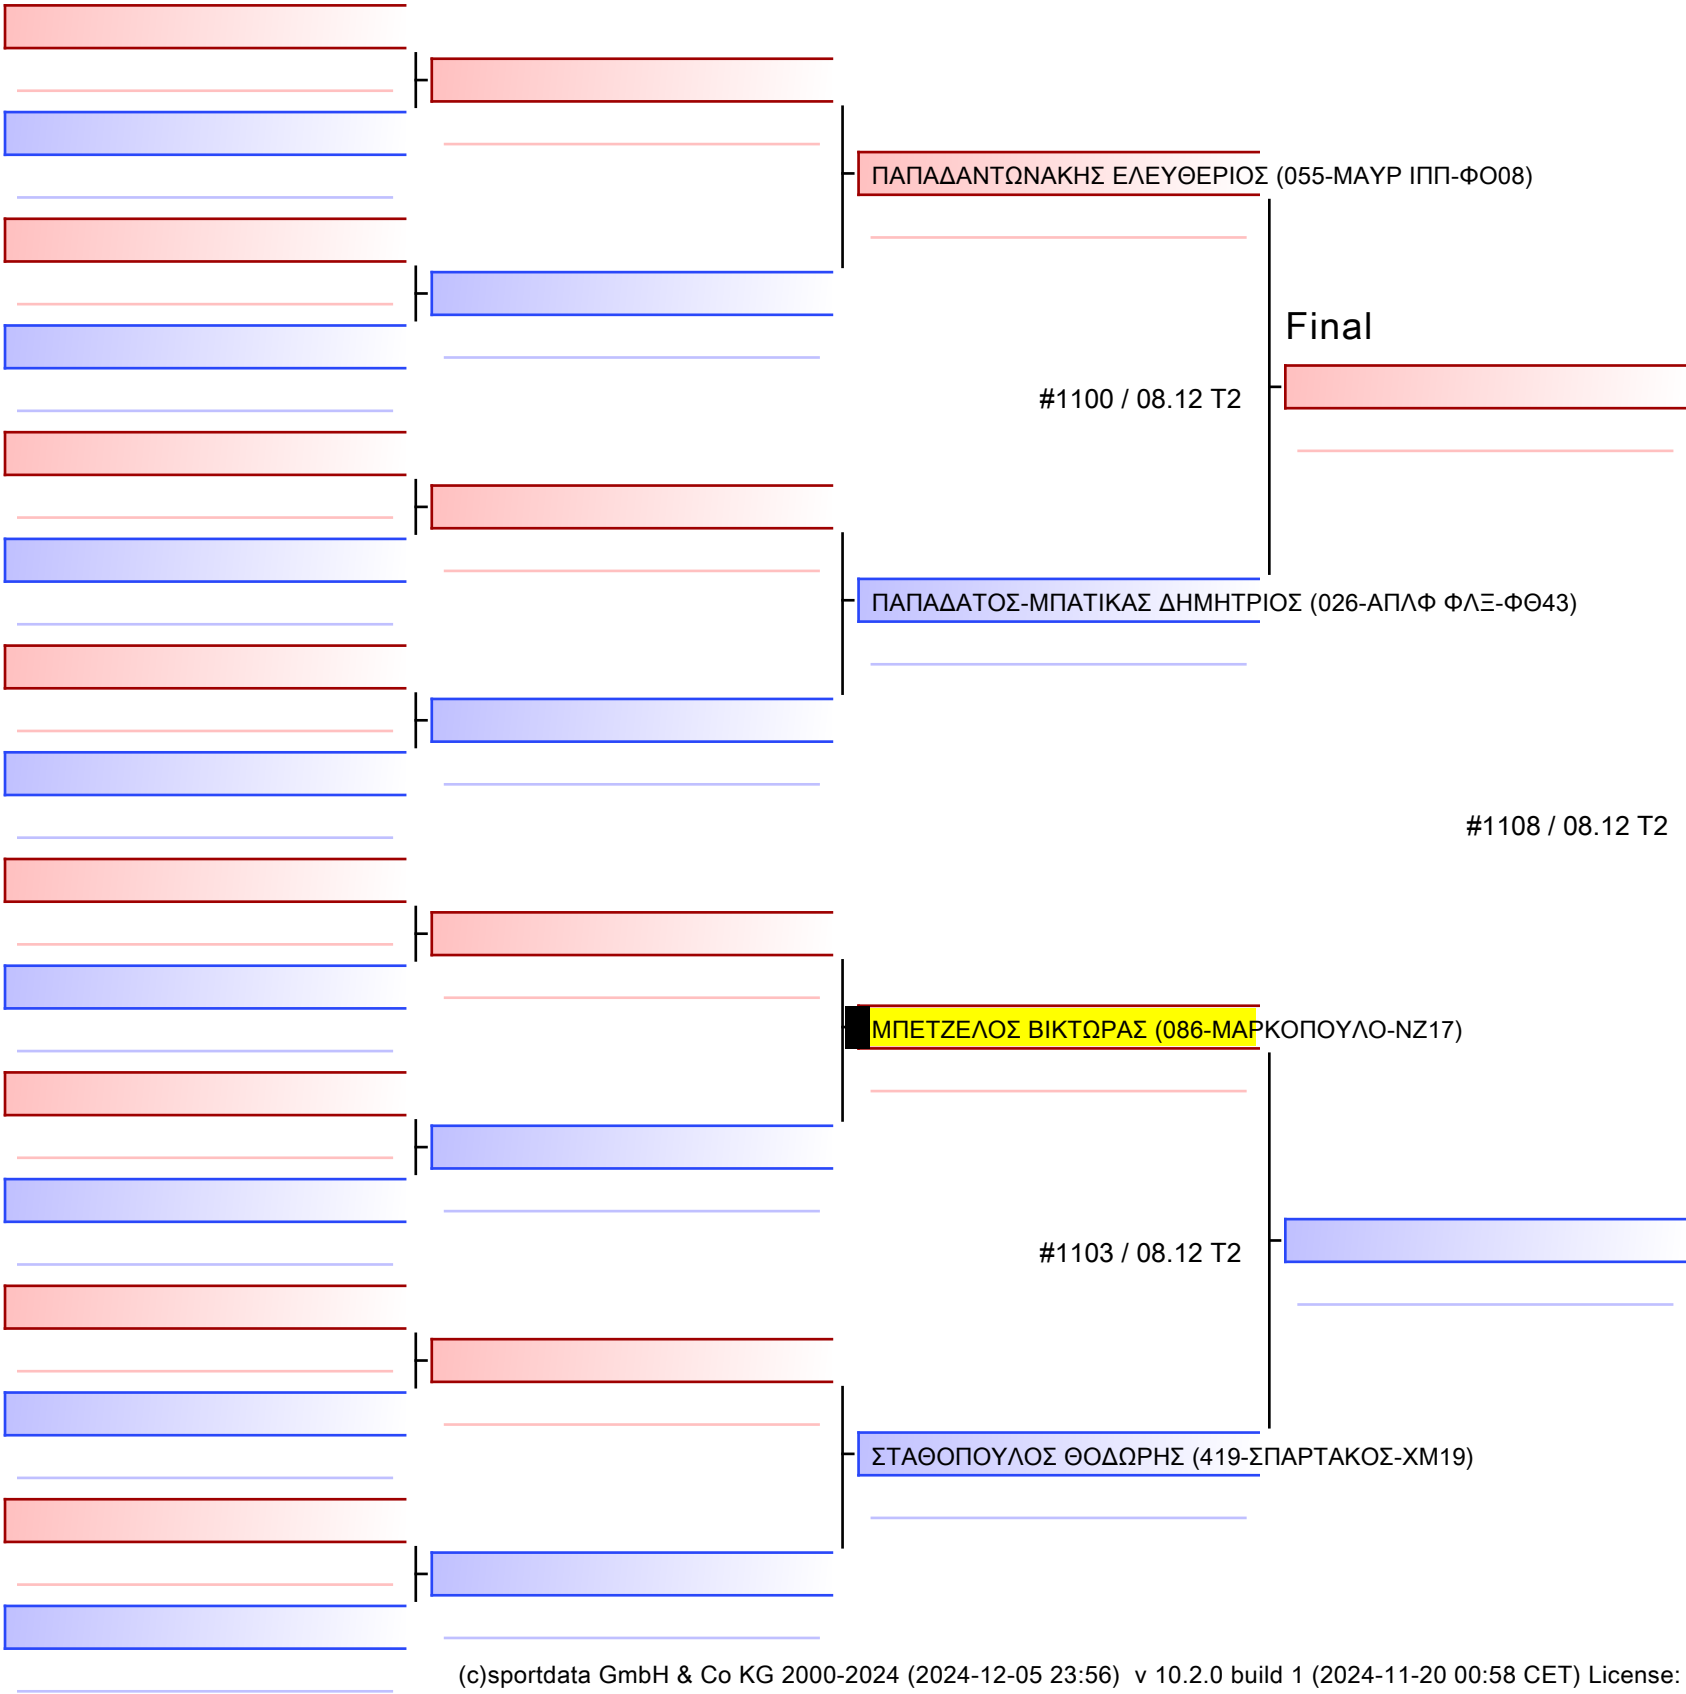 ΠΑΠΑΔΑΝΤΩΝΑΚΗΣ ΕΛΕΥΘΕΡΙΟΣ (055-ΜΑΥΡ ΙΠΠ-ΦΟ08)
Final
#1100 / 08.12 T2
ΠΑΠΑΔΑΤΟΣ-ΜΠΑΤΙΚΑΣ ΔΗΜΗΤΡΙΟΣ (026-ΑΠΛΦ ΦΛΞ-ΦΘ43)
#1108 / 08.12 T2
ΜΠΕΤΖΕΛΟΣ ΒΙΚΤΩΡΑΣ (086-ΜΑΡΚΟΠΟΥΛΟ-ΝΖ17)
#1103 / 08.12 T2
ΣΤΑΘΟΠΟΥΛΟΣ ΘΟΔΩΡΗΣ (419-ΣΠΑΡΤΑΚΟΣ-ΧΜ19)
(c)sportdata GmbH & Co KG 2000-2024 (2024-12-05 23:56) v 10.2.0 build 1 (2024-11-20 00:58 CET) License: